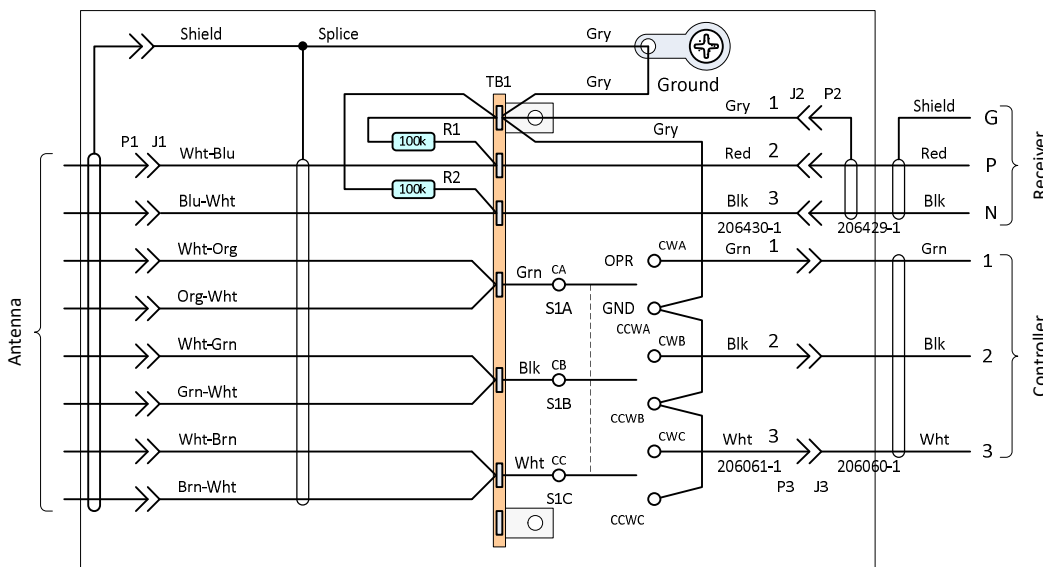 Shield
Splice
Gry
Gry
Ground
TB1
Gry
1
J2
P2
Gry
Shield
G
R1
100k
P1
J1
Wht-Blu
Red
2
Red
P
Receiver
R2
100k
Blu-Wht
Blk
3
Blk
N
206430-1
206429-1
Wht-Org
CWA
Grn
1
Grn
1
OPR
Grn
CA
S1A
Org-Wht
GND
CCWA
Antenna
Wht-Grn
CWB
Blk
2
Blk
2
Controller
Blk
CB
S1B
Grn-Wht
CCWB
Wht-Brn
CWC
Wht
3
Wht
3
206061-1
206060-1
Wht
CC
S1C
P3
J3
Brn-Wht
CCWC